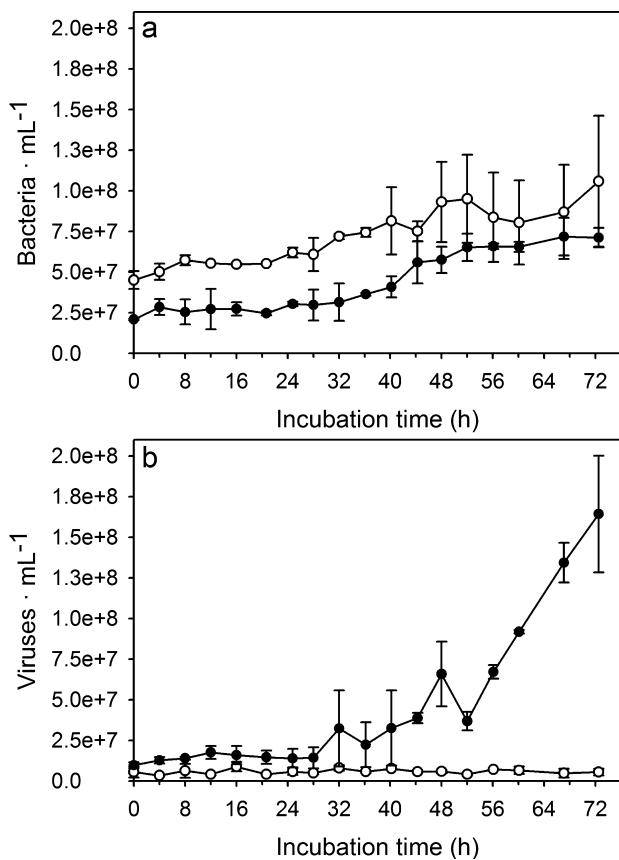 a
2.0e+8
1.8e+8
1.5e+8
1.3e+8
1.0e+8
7.5e+7
5.0e+7
2.5e+7
0.0
Bacteria · mL-1
0 8 16 24 32 40 48 56 64 72
Incubation time (h)
b
2.0e+8
1.8e+8
1.5e+8
1.3e+8
1.0e+8
7.5e+7
5.0e+7
2.5e+7
0.0
Viruses · mL-1
0 8 16 24 32 40 48 56 64 72
Incubation time (h)